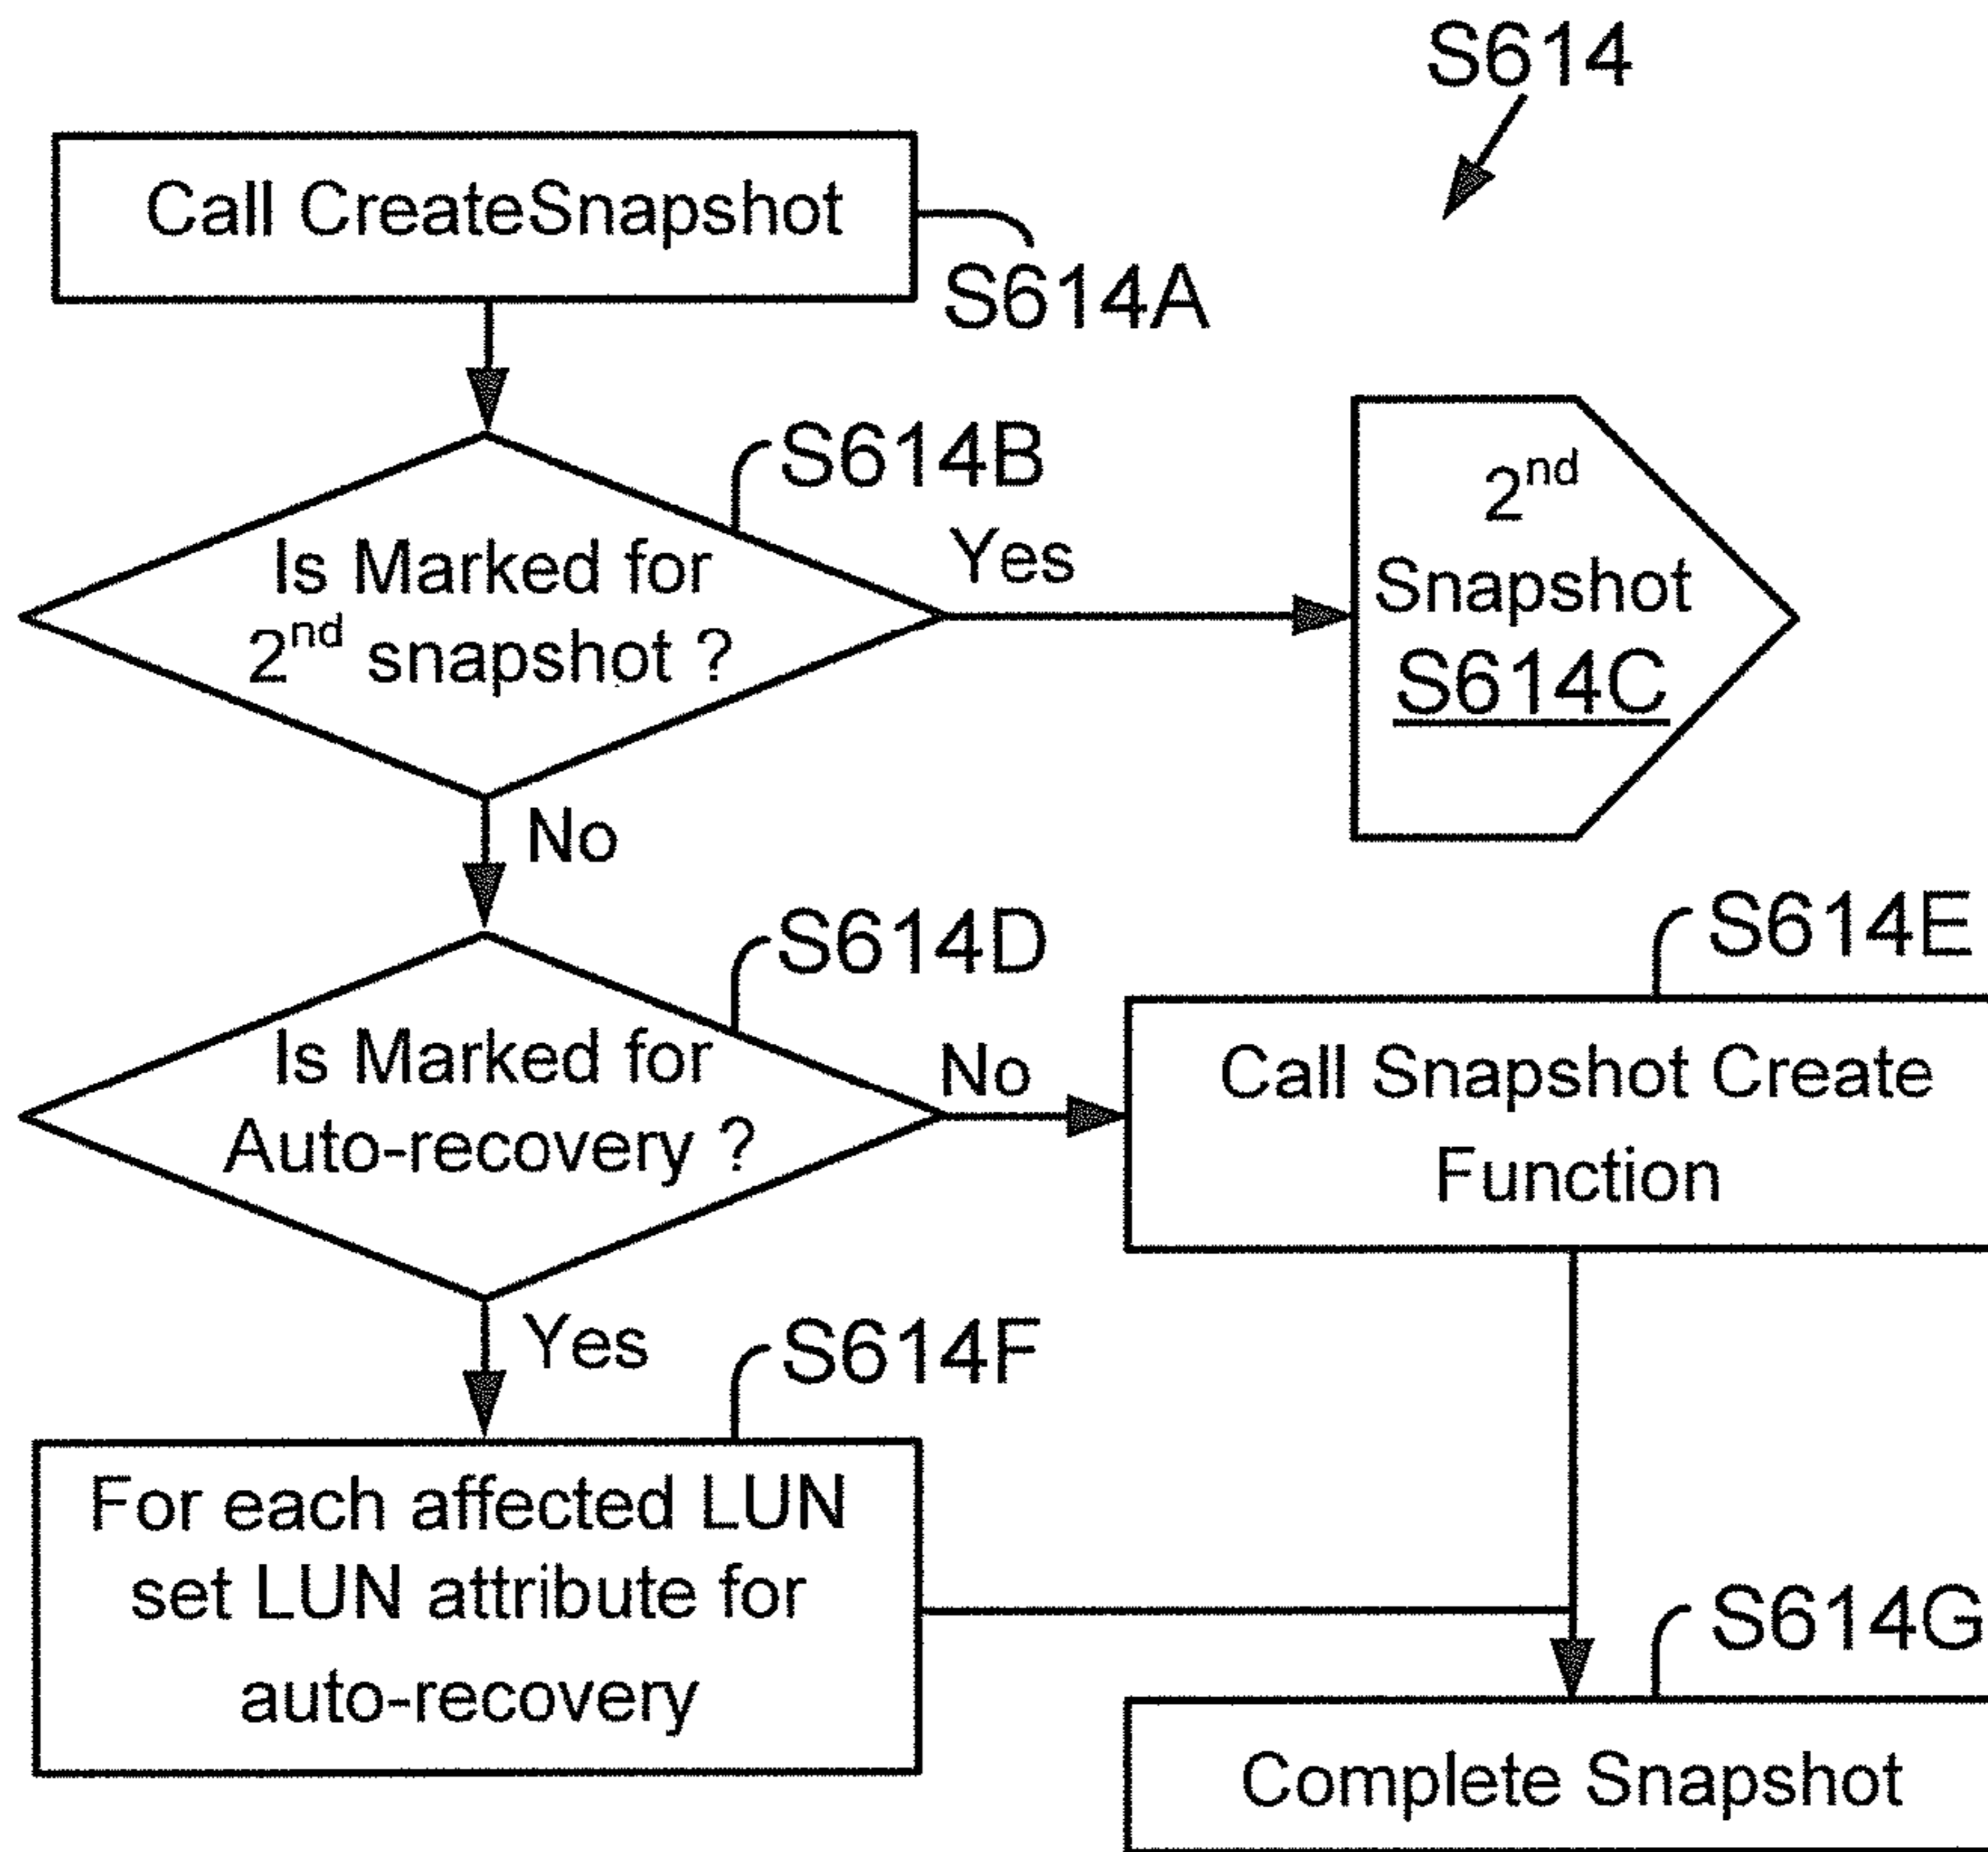 S614
Call CreateSnapshot
S614A
S614B
Is Marked for
2nd snapshot ?
Yes
2nd
Snapshot
S614C
No
S614D
Is Marked for
Auto-recovery ?
No
S614E
Call Snapshot Create
Function
Yes
S614F
For each affected LUN
set LUN attribute for
auto-recovery
S614G
Complete Snapshot